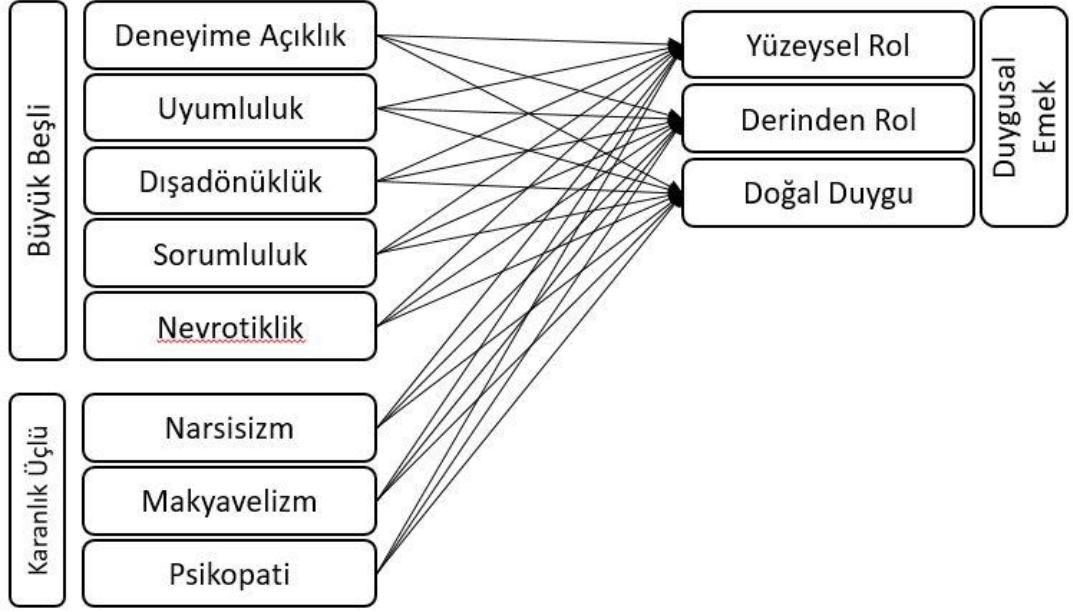 Büyük Beşli
Deneyime Açıklık
Uyumluluk
Dışadönüklük
Sorumluluk
Nevrotiklik
Karanlık Üçlü
Narsisizm
Makyavelizm
Psikopati
Yüzeysel Rol
Derinden Rol
Doğal Duygu
Duygusal
Emek